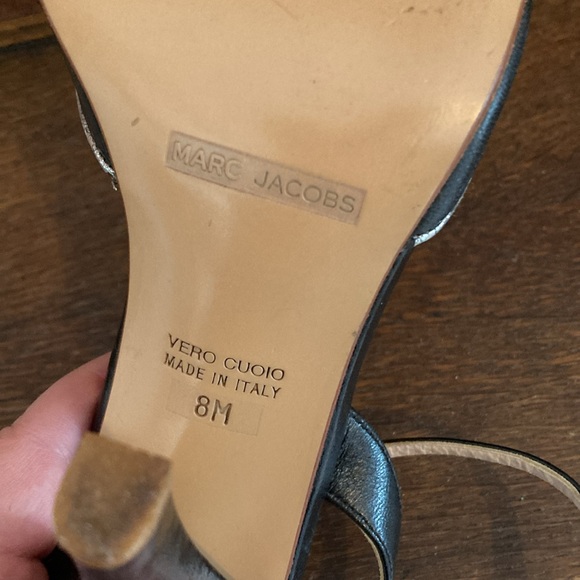 MARC JACOBS
VERO CUOIO
MADE IN ITALY
8M